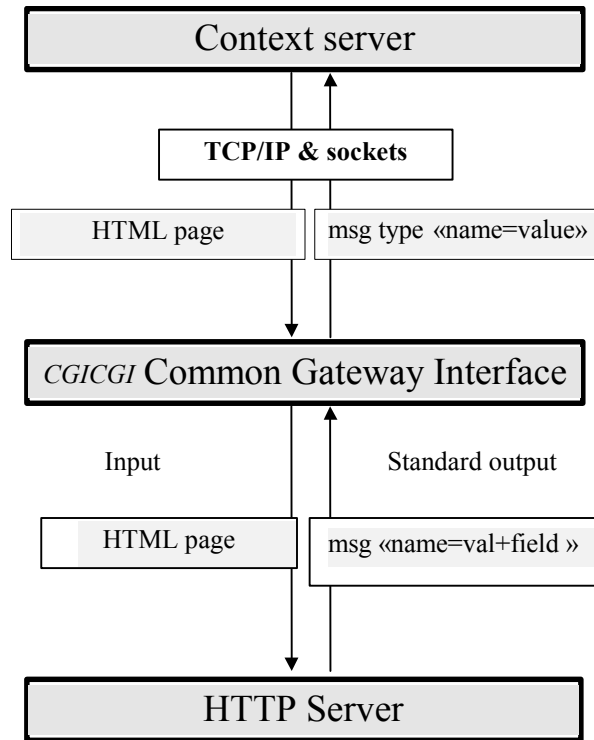 Context server
TCP/IP & sockets
HTML page
msg type «name=value»
CGICGI Common Gateway Interface
Input
Standard output
HTML page
msg «name=val+field »
HTTP Server